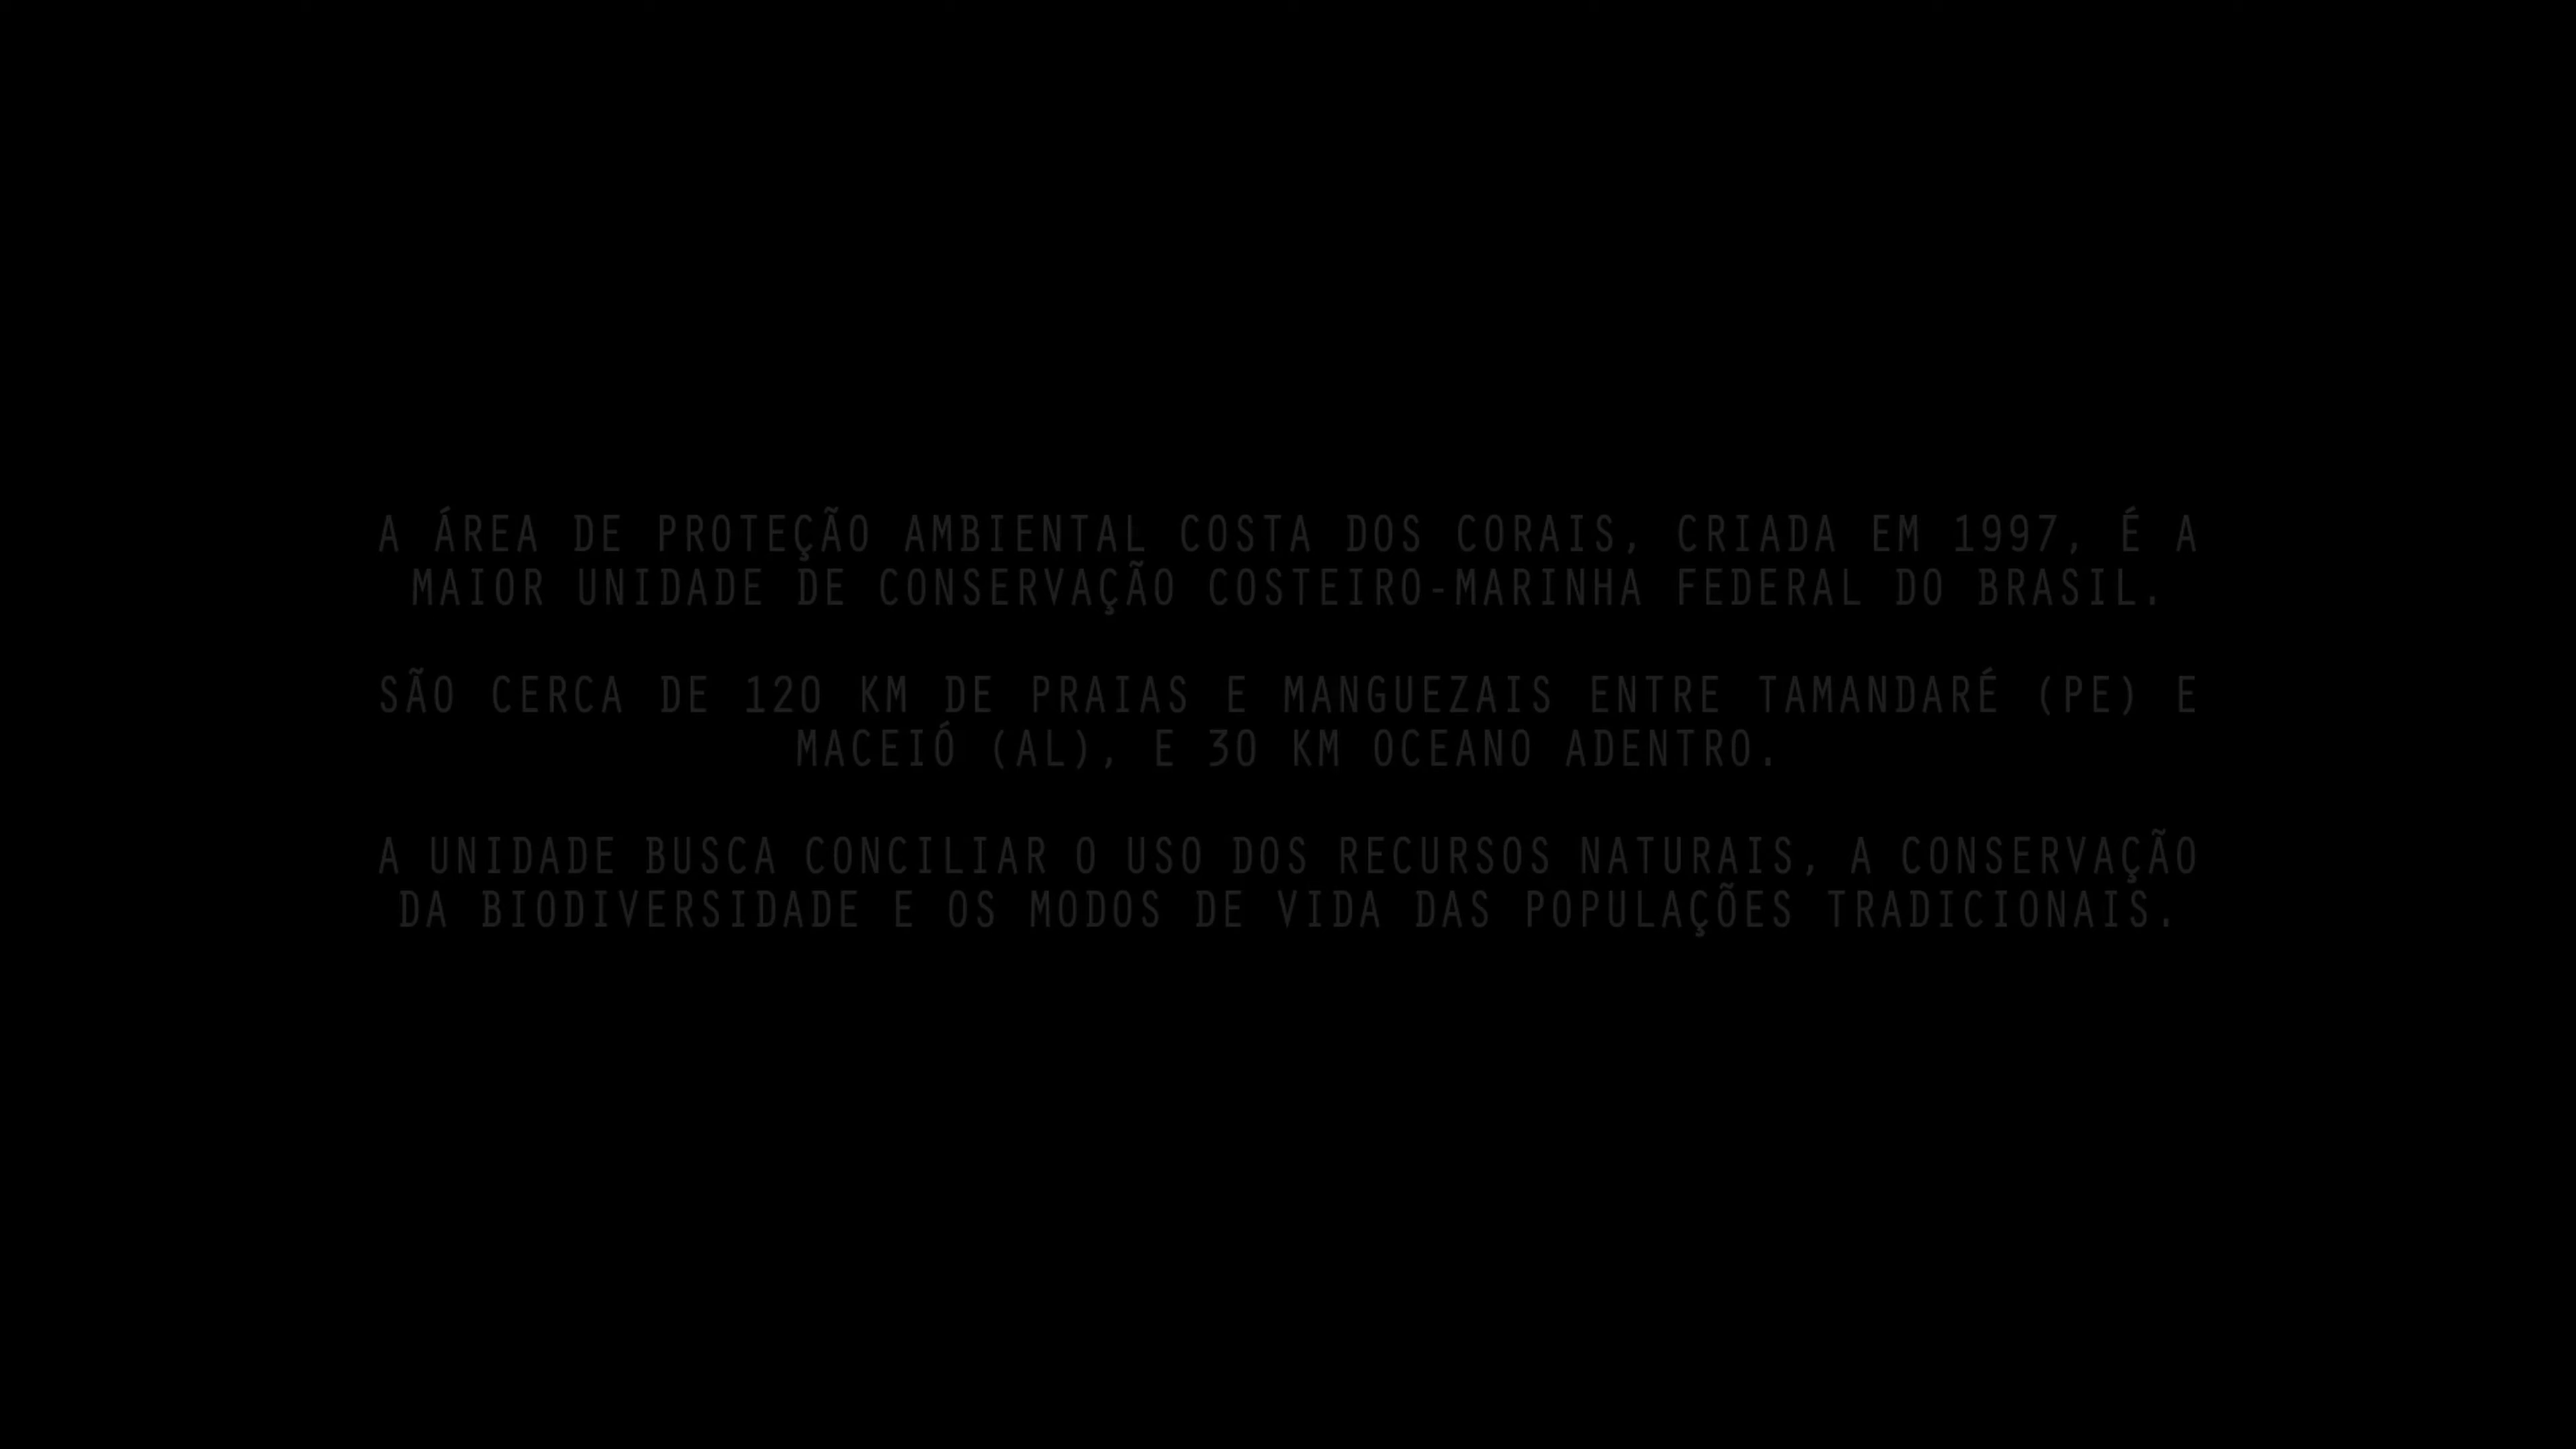 A ÁREA DE PROTEÇÃO AMBIENTAL COSTA DOS CORAIS, CRIADA EM 1997, É A
MAIOR UNIDADE DE CONSERVAÇÃO COSTEIRO-MARINHA FEDERAL DO BRASIL.
SÃO CERCA DE 120 KM DE PRAIAS E MANGUEZAIS ENTRE TAMANDARÉ (PE) E
MACEIÓ (AL), E 30 KM OCEANO ADENTRO.
A UNIDADE BUSCA CONCILIAR O USO DOS RECURSOS NATURAIS, A CONSERVAÇÃO
DA BIODIVERSIDADE E OS MODOS DE VIDA DAS POPULAÇÕES TRADICIONAIS.